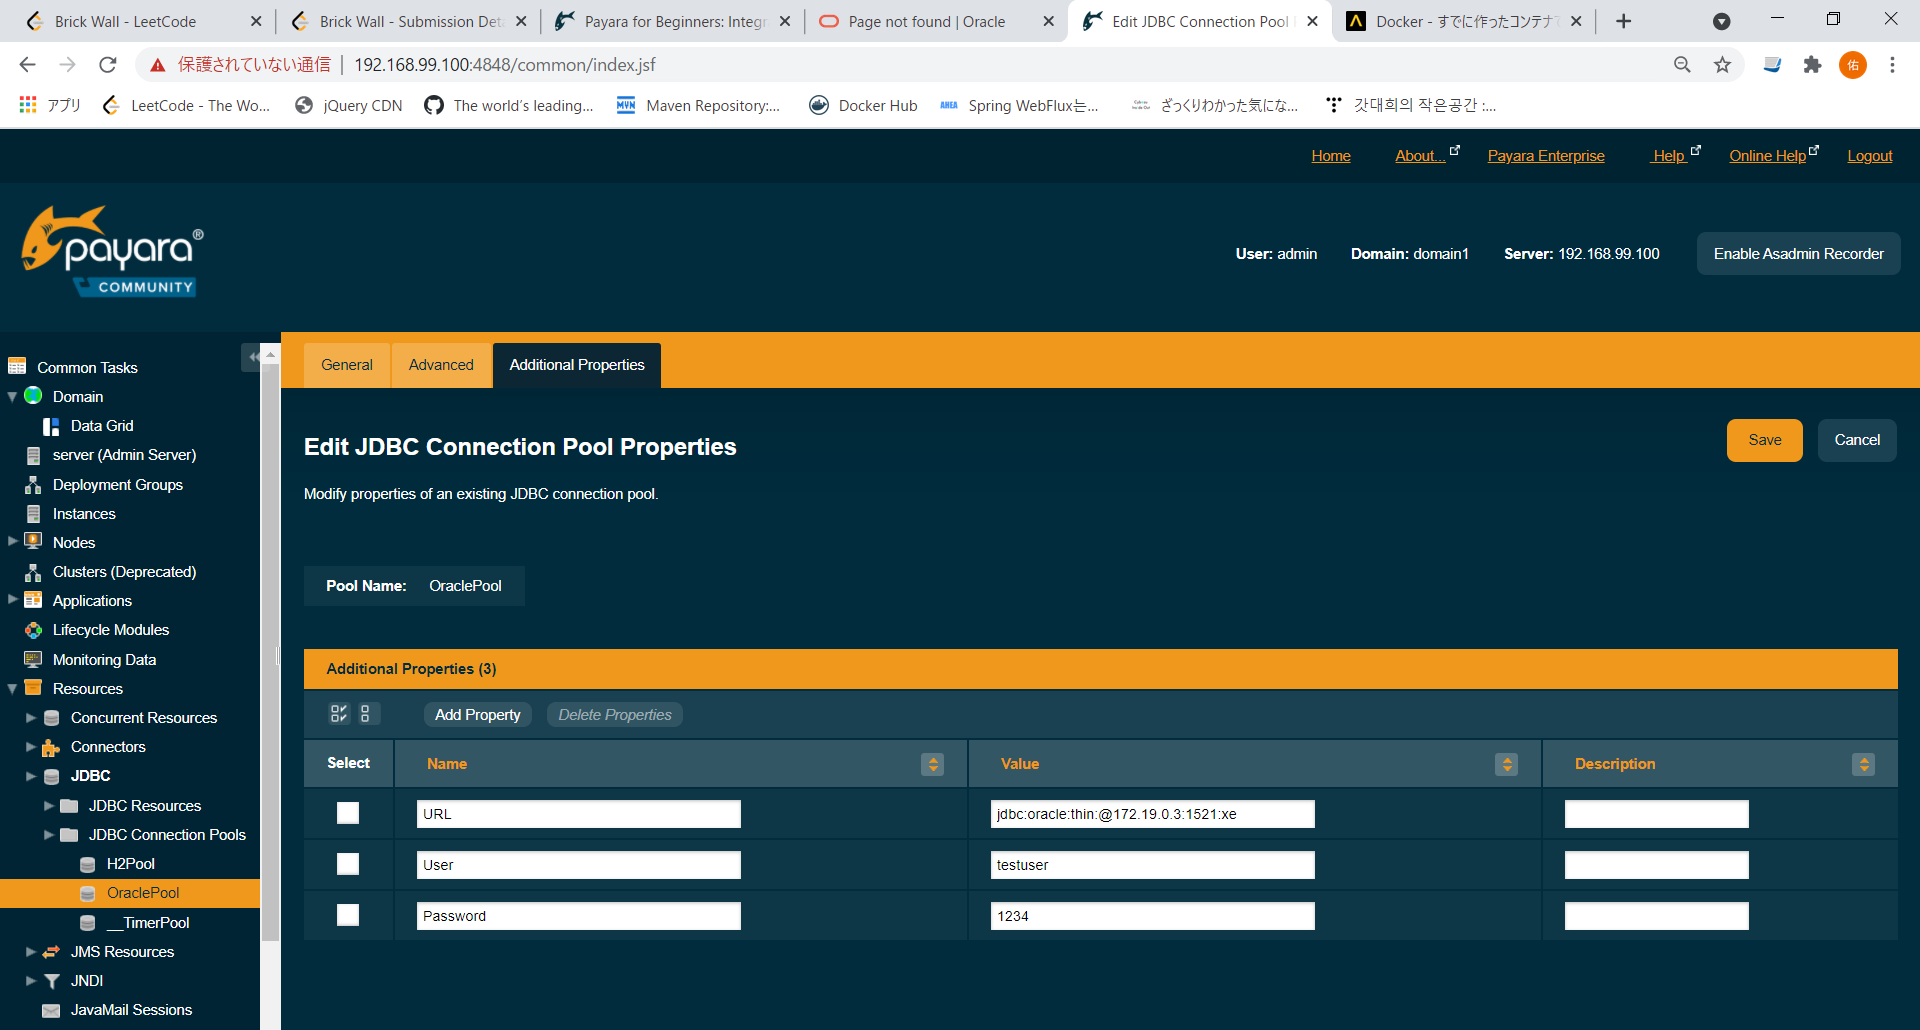 Brick Wall - LeetCode
Brick Wall - Submission Deta
Payara for Beginners: Integr
Page not found | Oracle
Edit JDBC Connection Pool
Docker - すでに作ったコンテナ
保護されていない通信
192.168.99.100:4848/common/index.jsf
佑
アプリ
LeetCode - The Wo...
jQuery CDN
The world's leading...
MVN
Maven Repository:...
Docker Hub
AHEA
Spring WebFlux는...
ざっくりわかった気にな...
갓대희의 작은공간 :...
Home
About...
Payara Enterprise
Help
Online Help
Logout
payara®
COMMUNITY
User: admin
Domain: domain1
Server: 192.168.99.100
Enable Asadmin Recorder
Common Tasks
Domain
Data Grid
server (Admin Server)
Deployment Groups
Instances
Nodes
Clusters (Deprecated)
Applications
Lifecycle Modules
Monitoring Data
Resources
Concurrent Resources
Connectors
JDBC
JDBC Resources
JDBC Connection Pools
H2Pool
OraclePool
__TimerPool
JMS Resources
JNDI
JavaMail Sessions
General
Advanced
Additional Properties
Edit JDBC Connection Pool Properties
Save
Cancel
Modify properties of an existing JDBC connection pool.
Pool Name: OraclePool
Additional Properties (3)
Add Property
Delete Properties
Select
Name
Value
Description
URL
jdbc:oracle:thin:@172.19.0.3:1521:xe
User
testuser
Password
1234